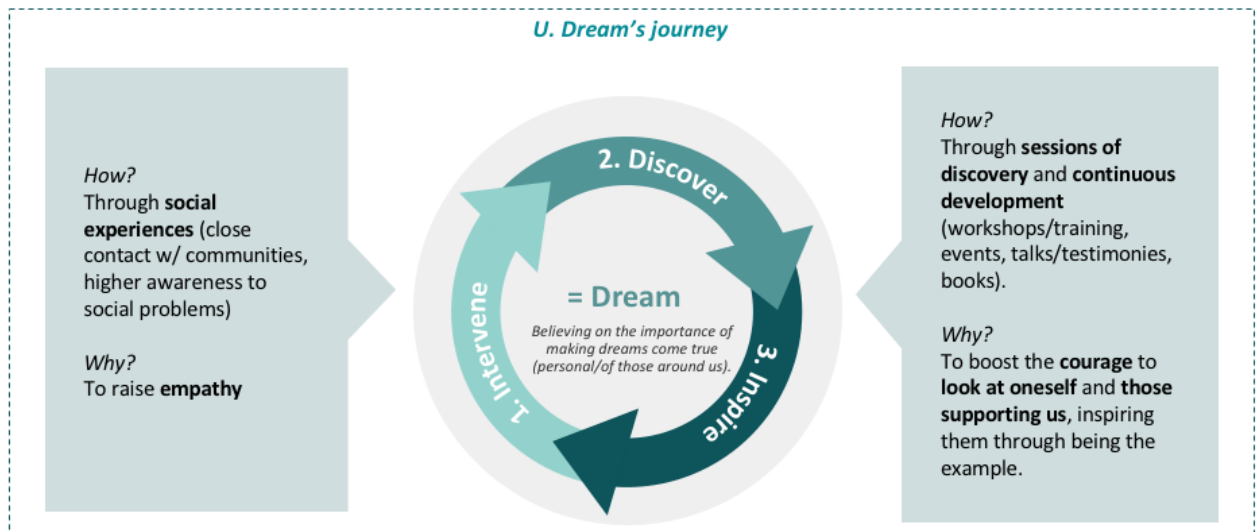 U. Dream's journey
How?
Through social
experiences (close
contact w/ communities,
higher awareness to
social problems)
Why?
To raise empathy
1. Intervene
2. Discover
3. Inspire
= Dream
Believing on the importance of
making dreams come true
(personal/of those around us).
How?
Through sessions of
discovery and continuous
development
(workshops/training,
events, talks/testimonies,
books).
Why?
To boost the courage to
look at oneself and those
supporting us, inspiring
them through being the
example.